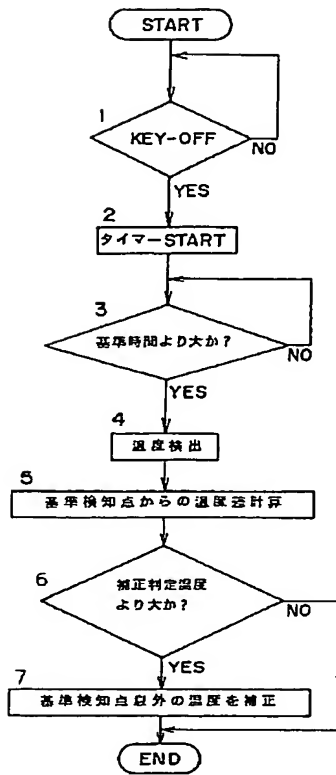 START
1
KEY-OFF
NO
YES
2
タイマーSTART
3
基準時間より大か?
NO
YES
4
温度検出
5
基準検知点からの温度差計算
6
補正判定温度
より大か?
NO
YES
7
基準検知点以外の温度を補正
END